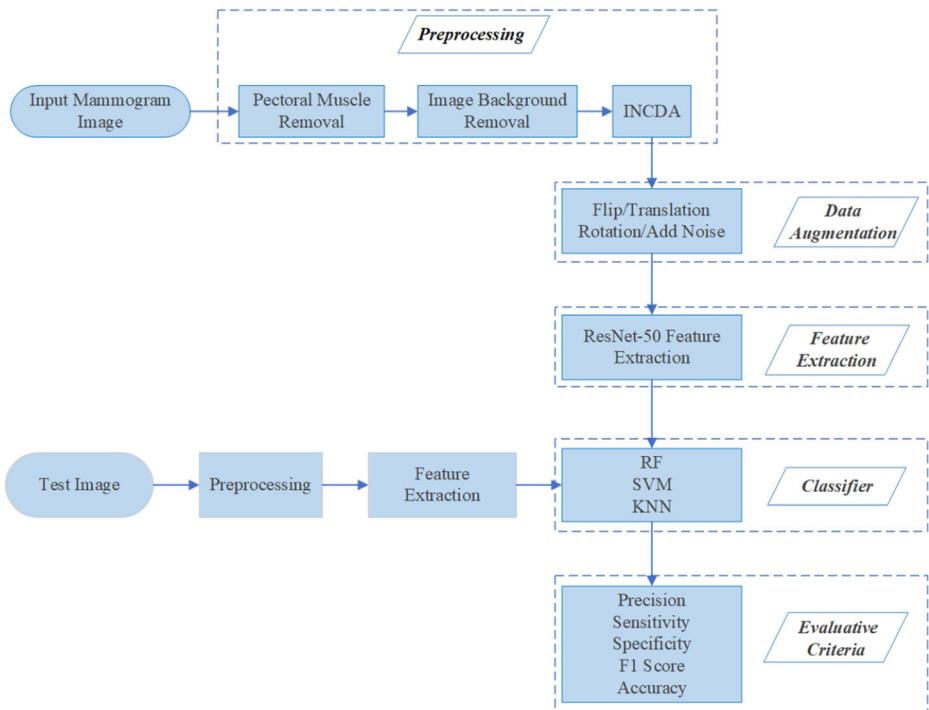 Preprocessing
Input Mammogram
Image
Pectoral Muscle
Removal
Image Background
Removal
INCDA
Flip/Translation
Rotation/Add Noise
Data
Augmentation
ResNet-50 Feature
Extraction
Feature
Extraction
Test Image
Preprocessing
Feature
Extraction
RF
SVM
KNN
Classifier
Precision
Sensitivity
Specificity
F1 Score
Accuracy
Evaluative
Criteria